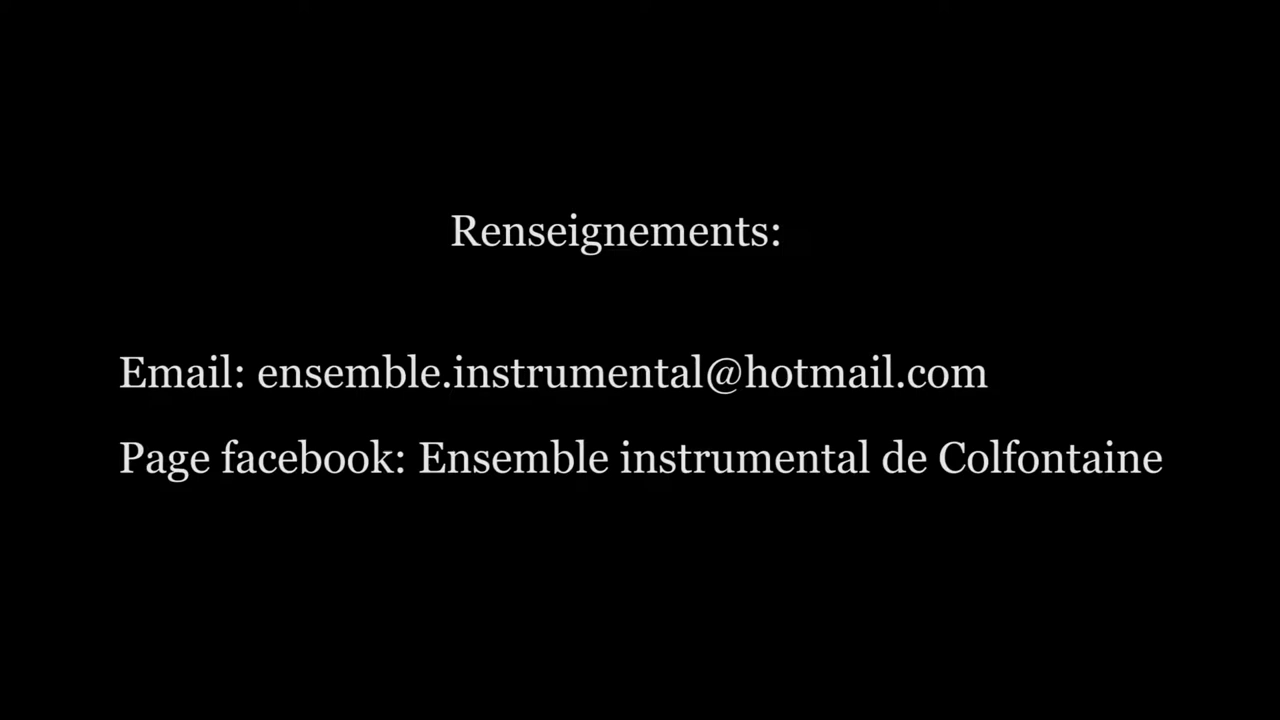 Renseignements:
Email: ensemble.instrumental@hotmail.com
Page facebook: Ensemble instrumental de Colfontaine